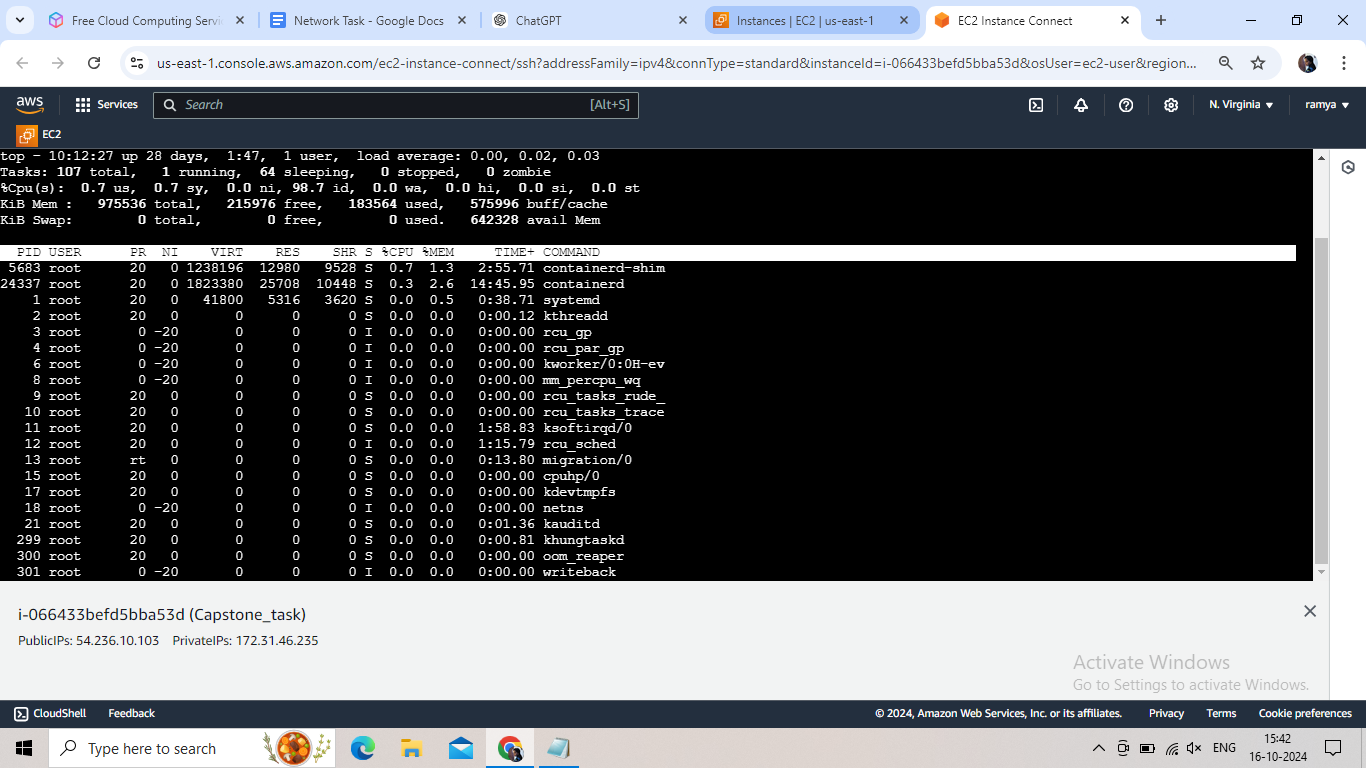 Free Cloud Computing Servi
Network Task - Google Docs
ChatGPT
Instances | EC2 | us-east-1
EC2 Instance Connect
us-east-1.console.aws.amazon.com/ec2-instance-connect/ssh?addressFamily=ipv4&connType=standard&instanceId=i-066433befd5bba53d&osUser=ec2-user&region...
aws Services Search [Alt+S] N. Virginia ramya
EC2
top - 10:12:27 up 28 days,  1:47,  1 user,  load average: 0.00, 0.02, 0.03
Tasks: 107 total,   1 running,  64 sleeping,   0 stopped,   0 zombie
%Cpu(s):  0.7 us,  0.7 sy,  0.0 ni, 98.7 id,  0.0 wa,  0.0 hi,  0.0 si,  0.0 st
KiB Mem :   975536 total,   215976 free,   183564 used,   575996 buff/cache
KiB Swap:        0 total,        0 free,        0 used.   642328 avail Mem
PID USER PR NI VIRT RES SHR S %CPU %MEM TIME+ COMMAND
5683 root 20 0 1238196 12980 9528 S 0.7 1.3 2:55.71 containerd-shim
24337 root 20 0 1823380 25708 10448 S 0.3 2.6 14:45.95 containerd
1 root 20 0 41800 5316 3620 S 0.0 0.5 0:38.71 systemd
2 root 20 0 0 0 0 S 0.0 0.0 0:00.12 kthreadd
3 root 0 -20 0 0 0 I 0.0 0.0 0:00.00 rcu_gp
4 root 0 -20 0 0 0 I 0.0 0.0 0:00.00 rcu_par_gp
6 root 0 -20 0 0 0 I 0.0 0.0 0:00.00 kworker/0:0H-ev
8 root 0 -20 0 0 0 I 0.0 0.0 0:00.00 mm_percpu_wq
9 root 20 0 0 0 0 S 0.0 0.0 0:00.00 rcu_tasks_rude_
10 root 20 0 0 0 0 S 0.0 0.0 0:00.00 rcu_tasks_trace
11 root 20 0 0 0 0 S 0.0 0.0 1:58.83 ksoftirqd/0
12 root 20 0 0 0 0 I 0.0 0.0 1:15.79 rcu_sched
13 root rt 0 0 0 0 S 0.0 0.0 0:13.80 migration/0
15 root 20 0 0 0 0 S 0.0 0.0 0:00.00 cpuhp/0
17 root 20 0 0 0 0 S 0.0 0.0 0:00.00 kdevtmpfs
18 root 0 -20 0 0 0 I 0.0 0.0 0:00.00 netns
21 root 20 0 0 0 0 S 0.0 0.0 0:01.36 kauditd
299 root 20 0 0 0 0 S 0.0 0.0 0:00.81 khungtaskd
300 root 20 0 0 0 0 S 0.0 0.0 0:00.00 oom_reaper
301 root 0 -20 0 0 0 I 0.0 0.0 0:00.00 writeback
i-066433befd5bba53d (Capstone_task)
PublicIPs: 54.236.10.103 PrivateIPs: 172.31.46.235
Activate Windows
Go to Settings to activate Windows.
CloudShell Feedback © 2024, Amazon Web Services, Inc. or its affiliates. Privacy Terms Cookie preferences
Type here to search
ENG
15:42
16-10-2024